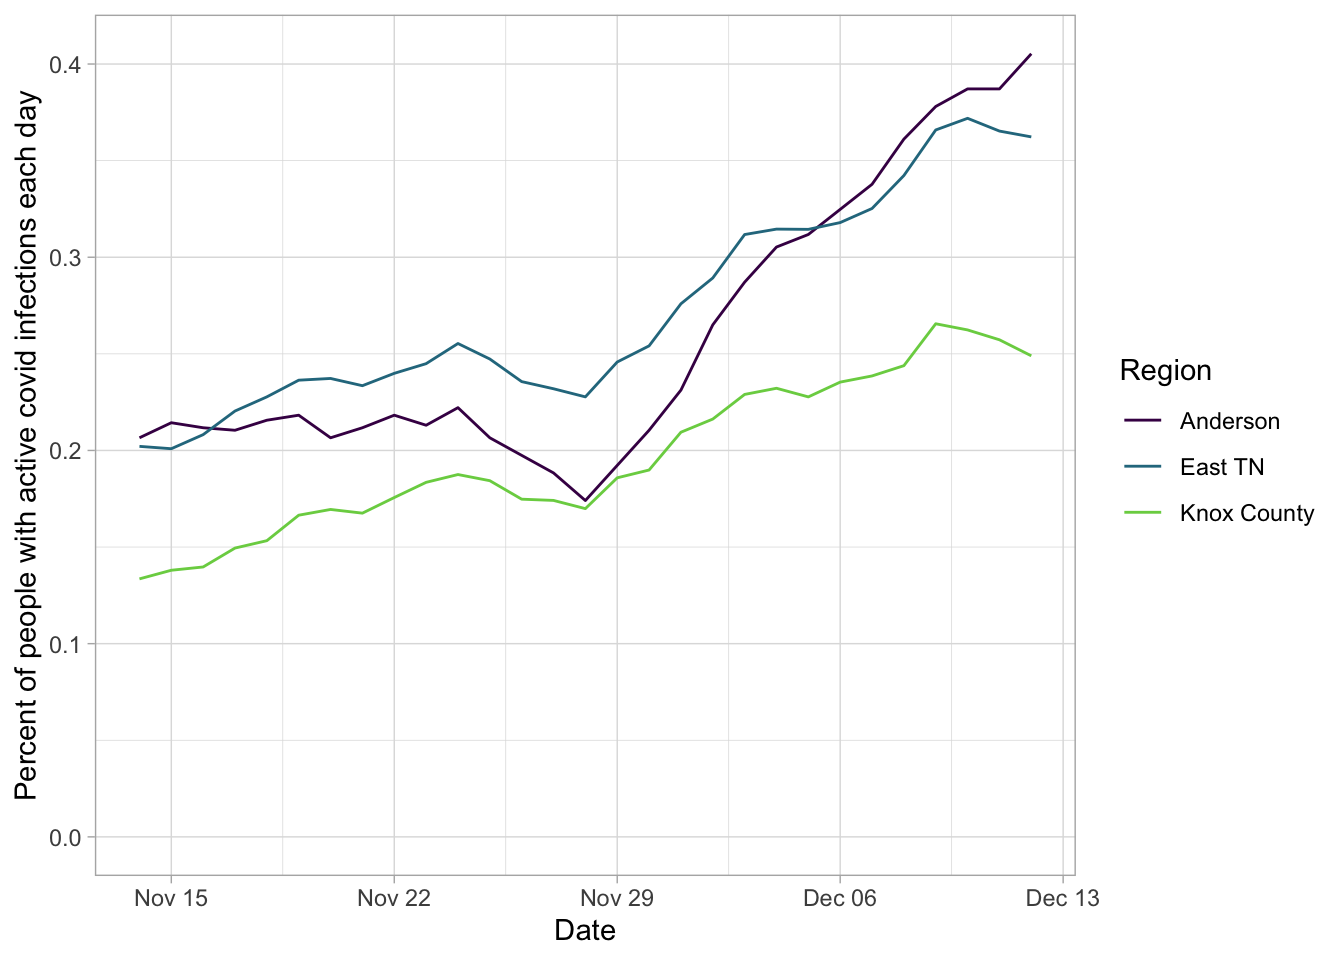 Percent of people with active covid infections each day
0.4
0.3
0.2
0.1
0.0
Nov 15
Nov 22
Nov 29
Dec 06
Dec 13
Date
Region
Anderson
East TN
Knox County